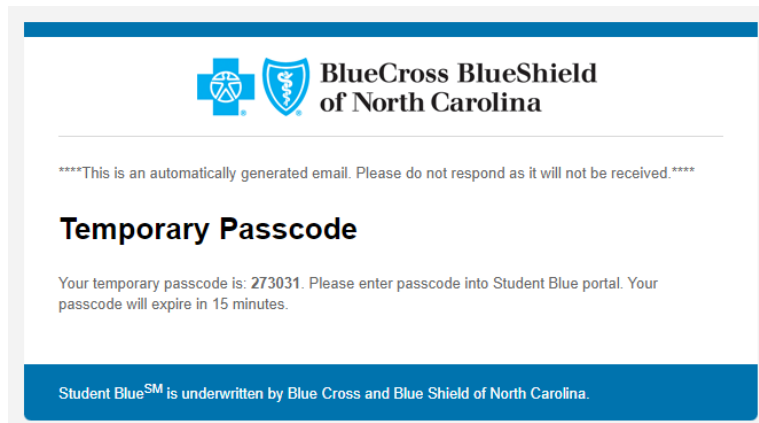 BlueCross BlueShield
of North Carolina
****This is an automatically generated email. Please do not respond as it will not be received.****
Temporary Passcode
Your temporary passcode is: 273031. Please enter passcode into Student Blue portal. Your
passcode will expire in 15 minutes.
Student Blue℠ is underwritten by Blue Cross and Blue Shield of North Carolina.